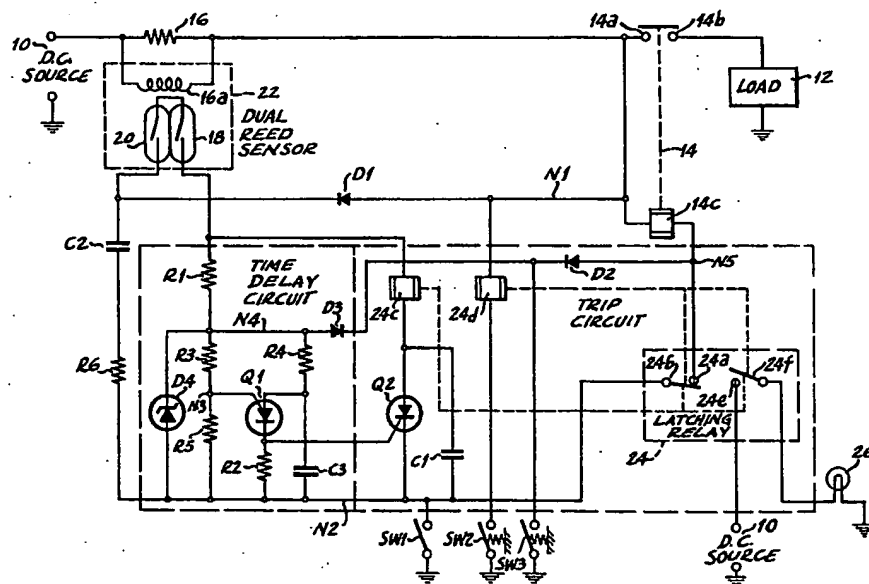 16
14a
14b
10
D.C.
SOURCE
16a
22
LOAD
12
20
18
DUAL
REED
SENSOR
14
D1
N1
14c
C2
R1
TIME
DELAY
CIRCUIT
D2
N5
24c
24d
TRIP
CIRCUIT
N4
D3
R6
R3
R4
24b
24a
24f
D4
N3
Q1
Q2
24e
R5
LATCHING
RELAY
R2
C3
C1
24
26
N2
SW1
SW2
SW3
10
D.C.
SOURCE